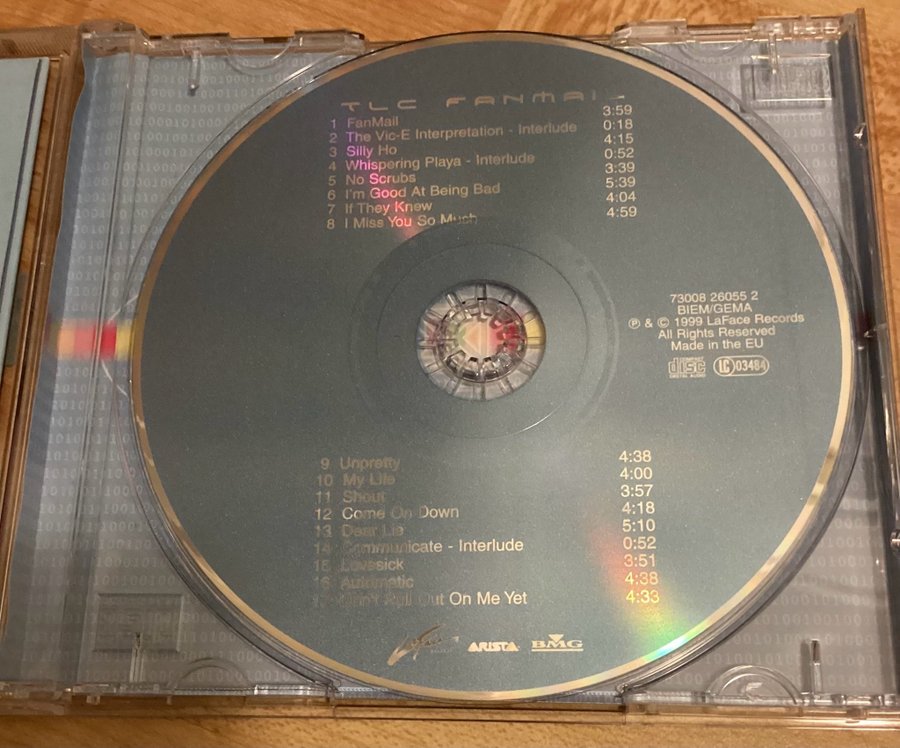 TLC FANMAIL
1 FanMail 3:59
2 The Vic-E Interpretation - Interlude 0:18
3 Silly Ho 4:15
4 Whispering Playa - Interlude 0:52
5 No Scrubs 3:39
6 I'm Good At Being Bad 5:39
7 If They Knew 4:04
8 I Miss You So Much 4:59
73008 26055 2
BIEM/GEMA
℗ & © 1999 LaFace Records
All Rights Reserved
Made in the EU
COMPACT
disc
DIGITAL AUDIO
LC 03484
9 Unpretty 4:38
10 My Life 4:00
11 Shout 3:57
12 Come On Down 4:18
13 Dear Lie 5:10
14 Communicate - Interlude 0:52
15 Lovesick 3:51
16 Automatic 4:38
Pull Out On Me Yet 4:33
LaFace ARISTA BMG